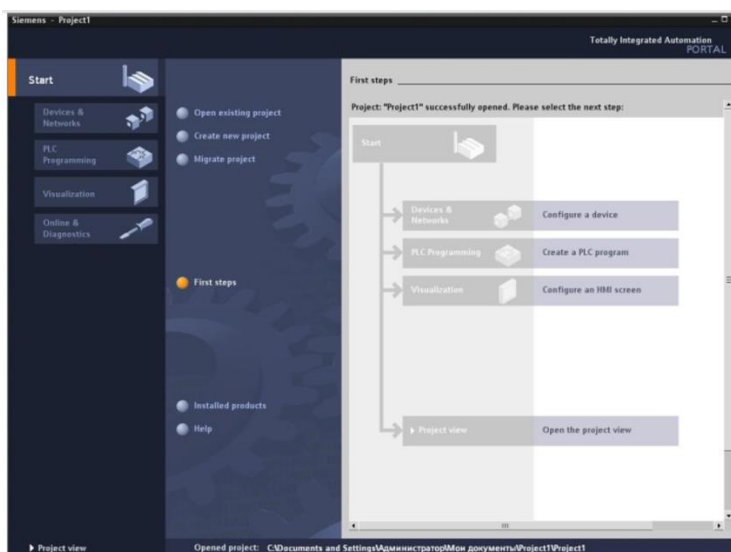 Siemens - Project1
Totally Integrated Automation
PORTAL
Start
Devices &
Networks
PLC
Programming
Visualization
Online &
Diagnostics
Open existing project
Create new project
Migrate project
First steps
Installed products
Help
First steps
Project: "Project1" successfully opened. Please select the next step:
Start
Devices &
Networks
Configure a device
PLC Programming
Create a PLC program
Visualization
Configure an HMI screen
Project view
Open the project view
Project view
Opened project: C:\Documents and Settings\Администратор\Мои документы\Project1\Project1